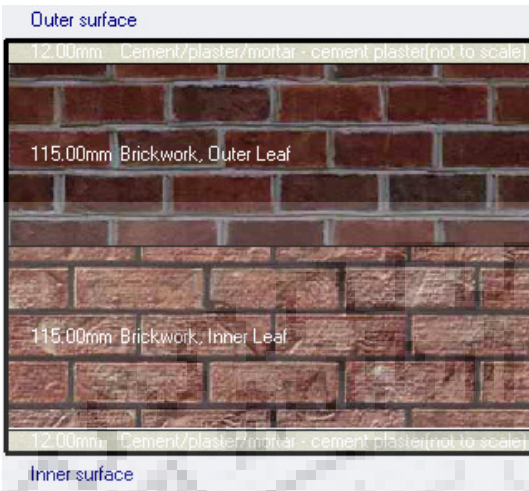 Outer surface
12.00mm Cement/plaster/mortar - cement plaster(not to scale)
115.00mm Brickwork, Outer Leaf
115.00mm Brickwork, Inner Leaf
12.00mm Cement/plaster/mortar - cement plaster(not to scale)
Inner surface